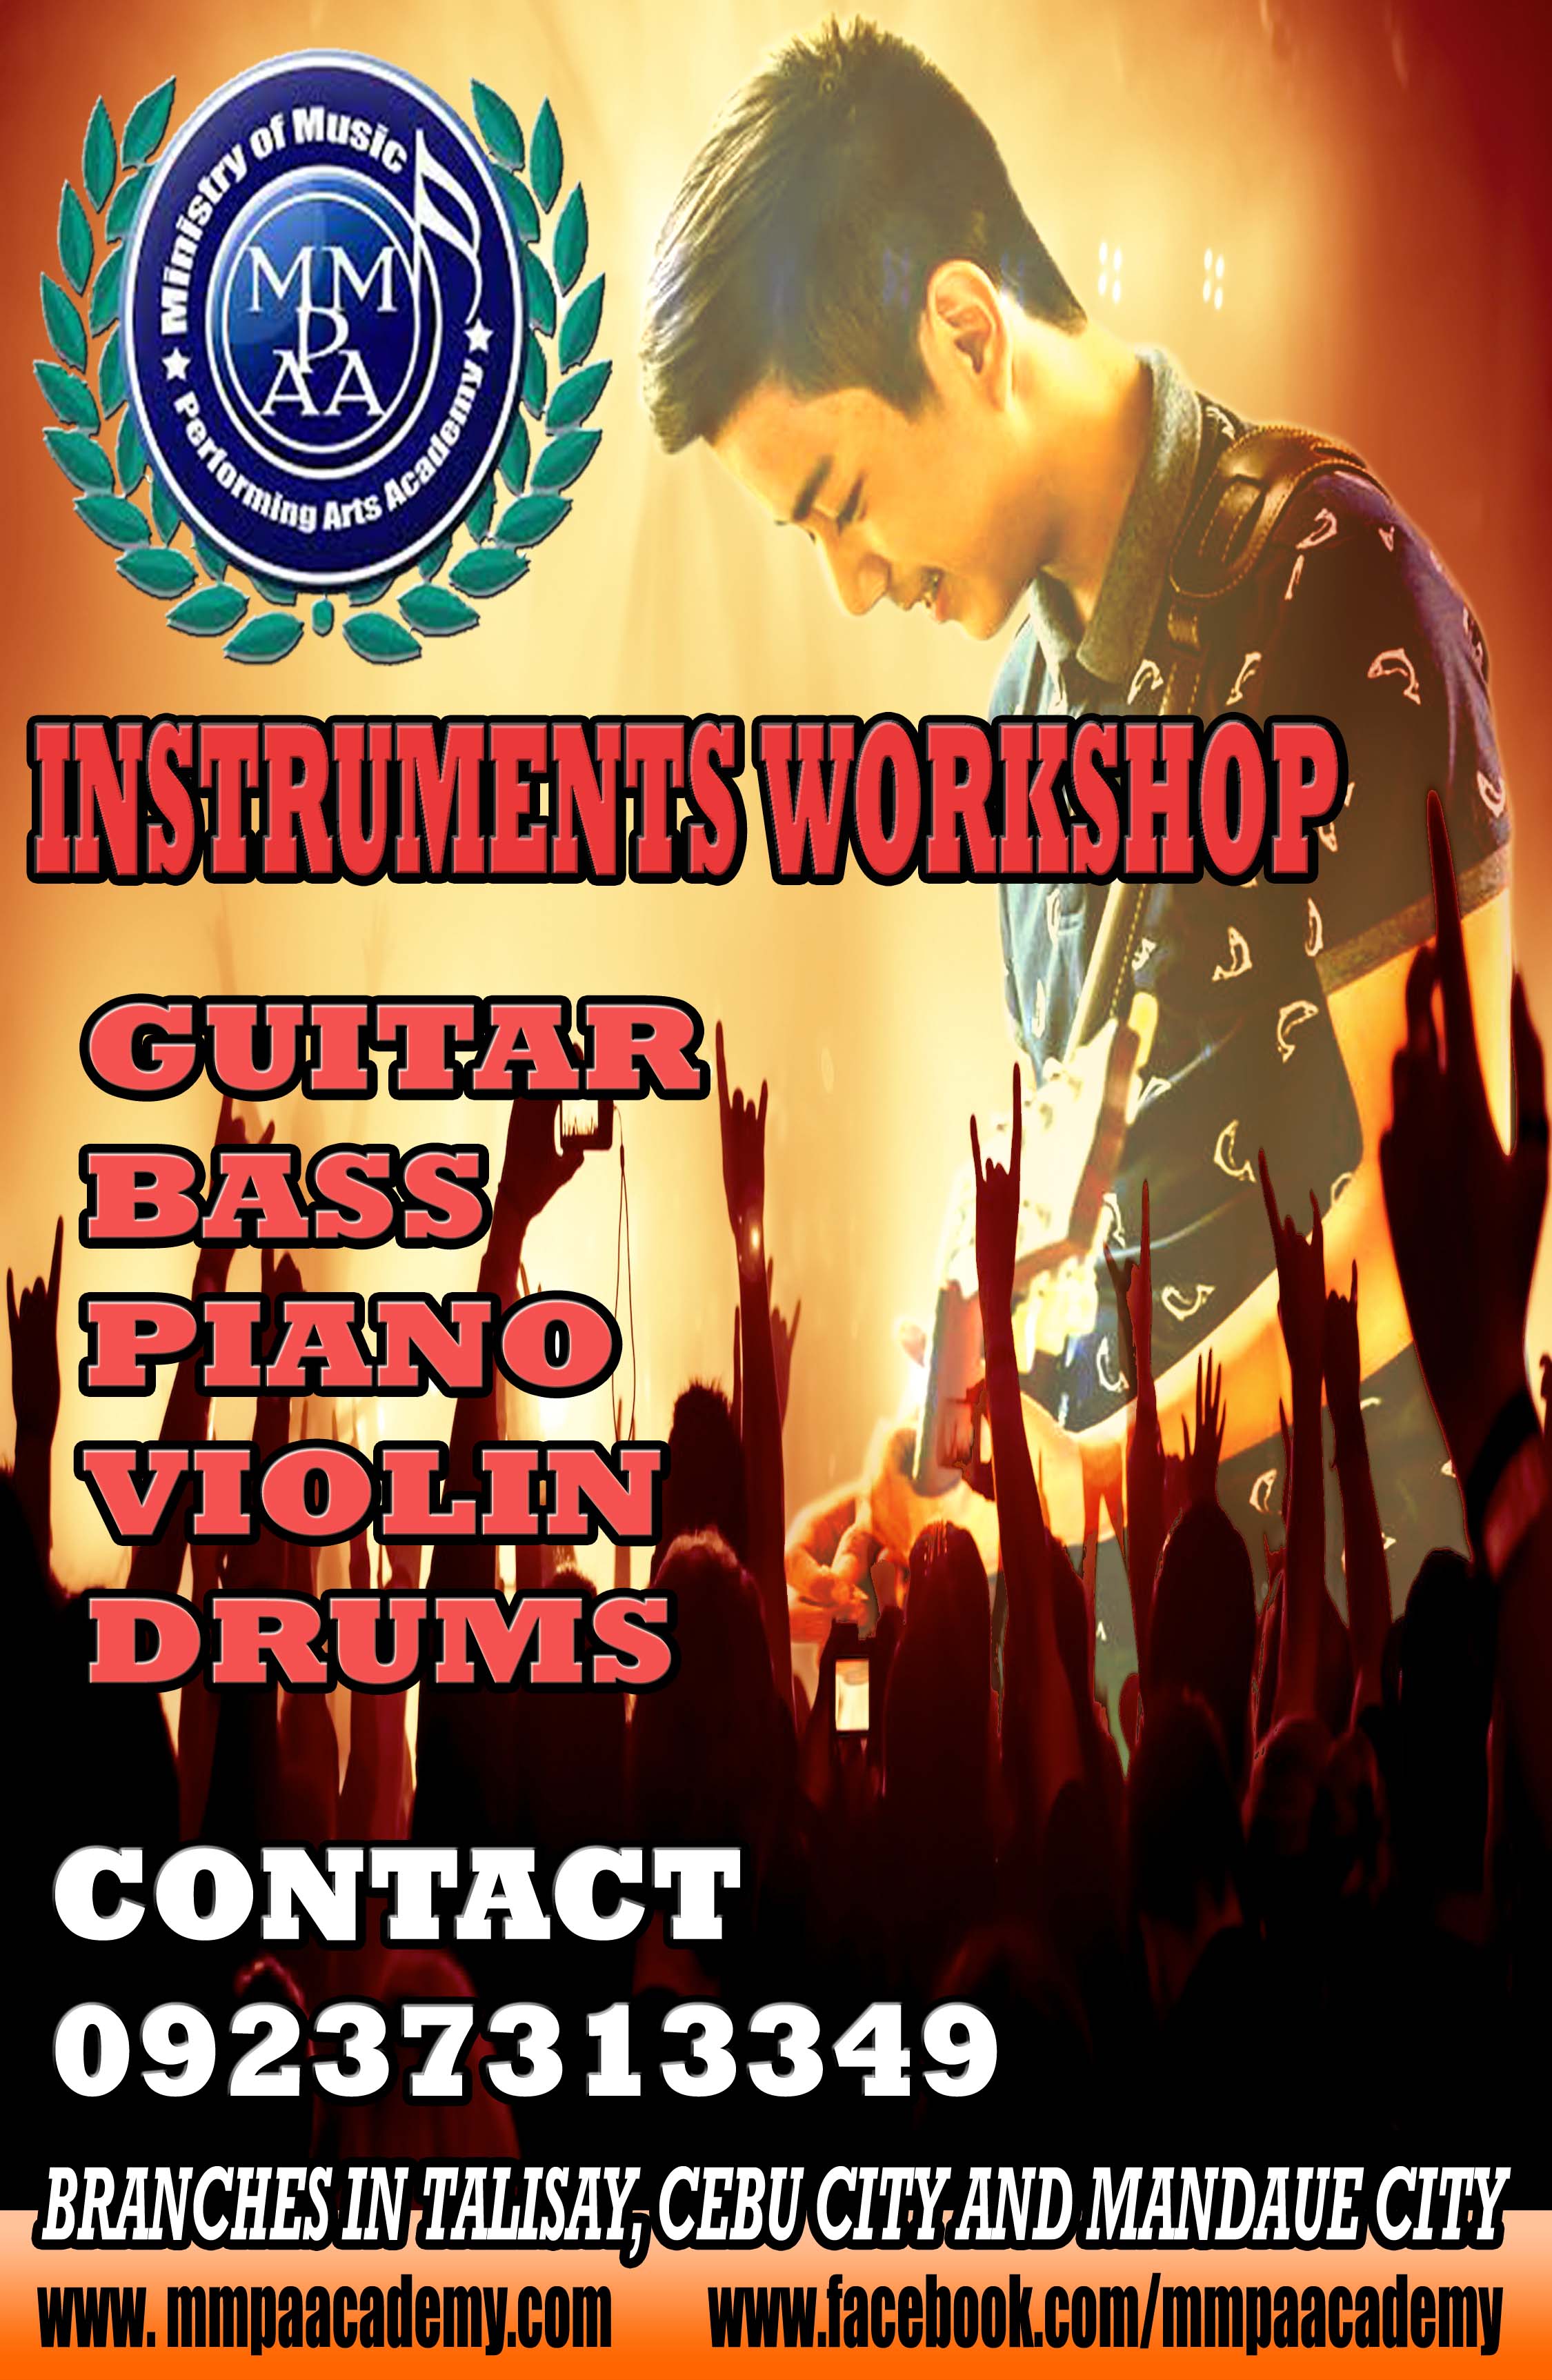 Ministry of Music
MM
P
AA
Performing Arts Academy
INSTRUMENTS WORKSHOP
GUITAR
BASS
PIANO
VIOLIN
DRUMS
CONTACT
09237313349
BRANCHES IN TALISAY, CEBU CITY AND MANDAUE CITY
www. mmpaacademy.com
www.facebook.com/mmpaacademy